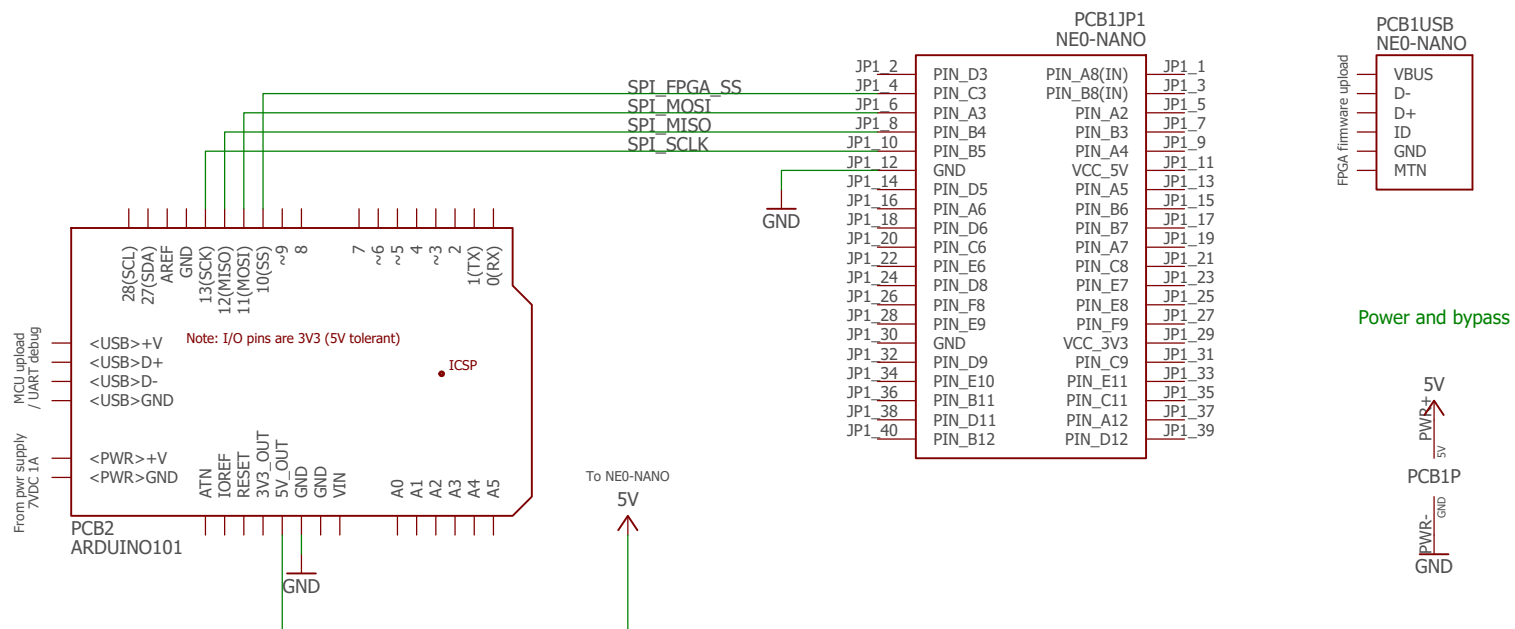 PCB1JP1
NE0-NANO
JP1_2 PIN_D3 PIN_A8(IN) JP1_1
SPI_FPGA_SS JP1_4 PIN_C3 PIN_B8(IN) JP1_3
SPI_MOSI JP1_6 PIN_A3 PIN_A2 JP1_5
SPI_MISO JP1_8 PIN_B4 PIN_B3 JP1_7
SPI_SCLK JP1_10 PIN_B5 PIN_A4 JP1_9
JP1_12 GND VCC_5V JP1_11
JP1_14 PIN_D5 PIN_A5 JP1_13
JP1_16 PIN_A6 PIN_B6 JP1_15
JP1_18 PIN_D6 PIN_B7 JP1_17
JP1_20 PIN_C6 PIN_A7 JP1_19
JP1_22 PIN_E6 PIN_C8 JP1_21
JP1_24 PIN_D8 PIN_E7 JP1_23
JP1_26 PIN_F8 PIN_E8 JP1_25
JP1_28 PIN_E9 PIN_F9 JP1_27
JP1_30 GND VCC_3V3 JP1_29
JP1_32 PIN_D9 PIN_C9 JP1_31
JP1_34 PIN_E10 PIN_E11 JP1_33
JP1_36 PIN_B11 PIN_C11 JP1_35
JP1_38 PIN_D11 PIN_A12 JP1_37
JP1_40 PIN_B12 PIN_D12 JP1_39
GND
PCB1USB
NE0-NANO
FPGA firmware upload
VBUS
D-
D+
ID
GND
MTN
28(SCL)
27(SDA)
AREF
GND
13(SCK)
12(MISO)
11(MOSI)
10(SS)
~9
8
7
~6
~5
4
~3
2
1(TX)
0(RX)
Note: I/O pins are 3V3 (5V tolerant)
ICSP
MCU upload
/ UART debug
<USB>+V
<USB>D+
<USB>D-
<USB>GND
From pwr supply
7VDC 1A
<PWR>+V
<PWR>GND
ATN
IOREF
RESET
3V3_OUT
5V_OUT
GND
GND
VIN
A0
A1
A2
A3
A4
A5
PCB2
ARDUINO101
GND
To NE0-NANO
5V
Power and bypass
5V
PWR+
5V
PCB1P
GND
PWR-
GND